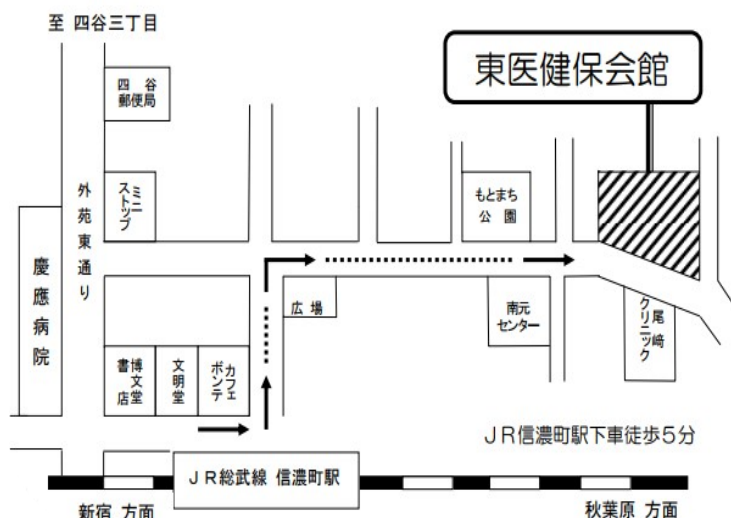 至 四谷三丁目
四 谷
郵便局
東医健保会館
ミニ
ストップ
外苑東通り
もとまち
公 園
慶應病院
広 場
南元
センター
尾﨑
クリニック
博文堂
書店
文明堂
カフェ
ボンテ
JR信濃町駅下車徒歩5分
JR総武線 信濃町駅
新宿 方面
秋葉原 方面